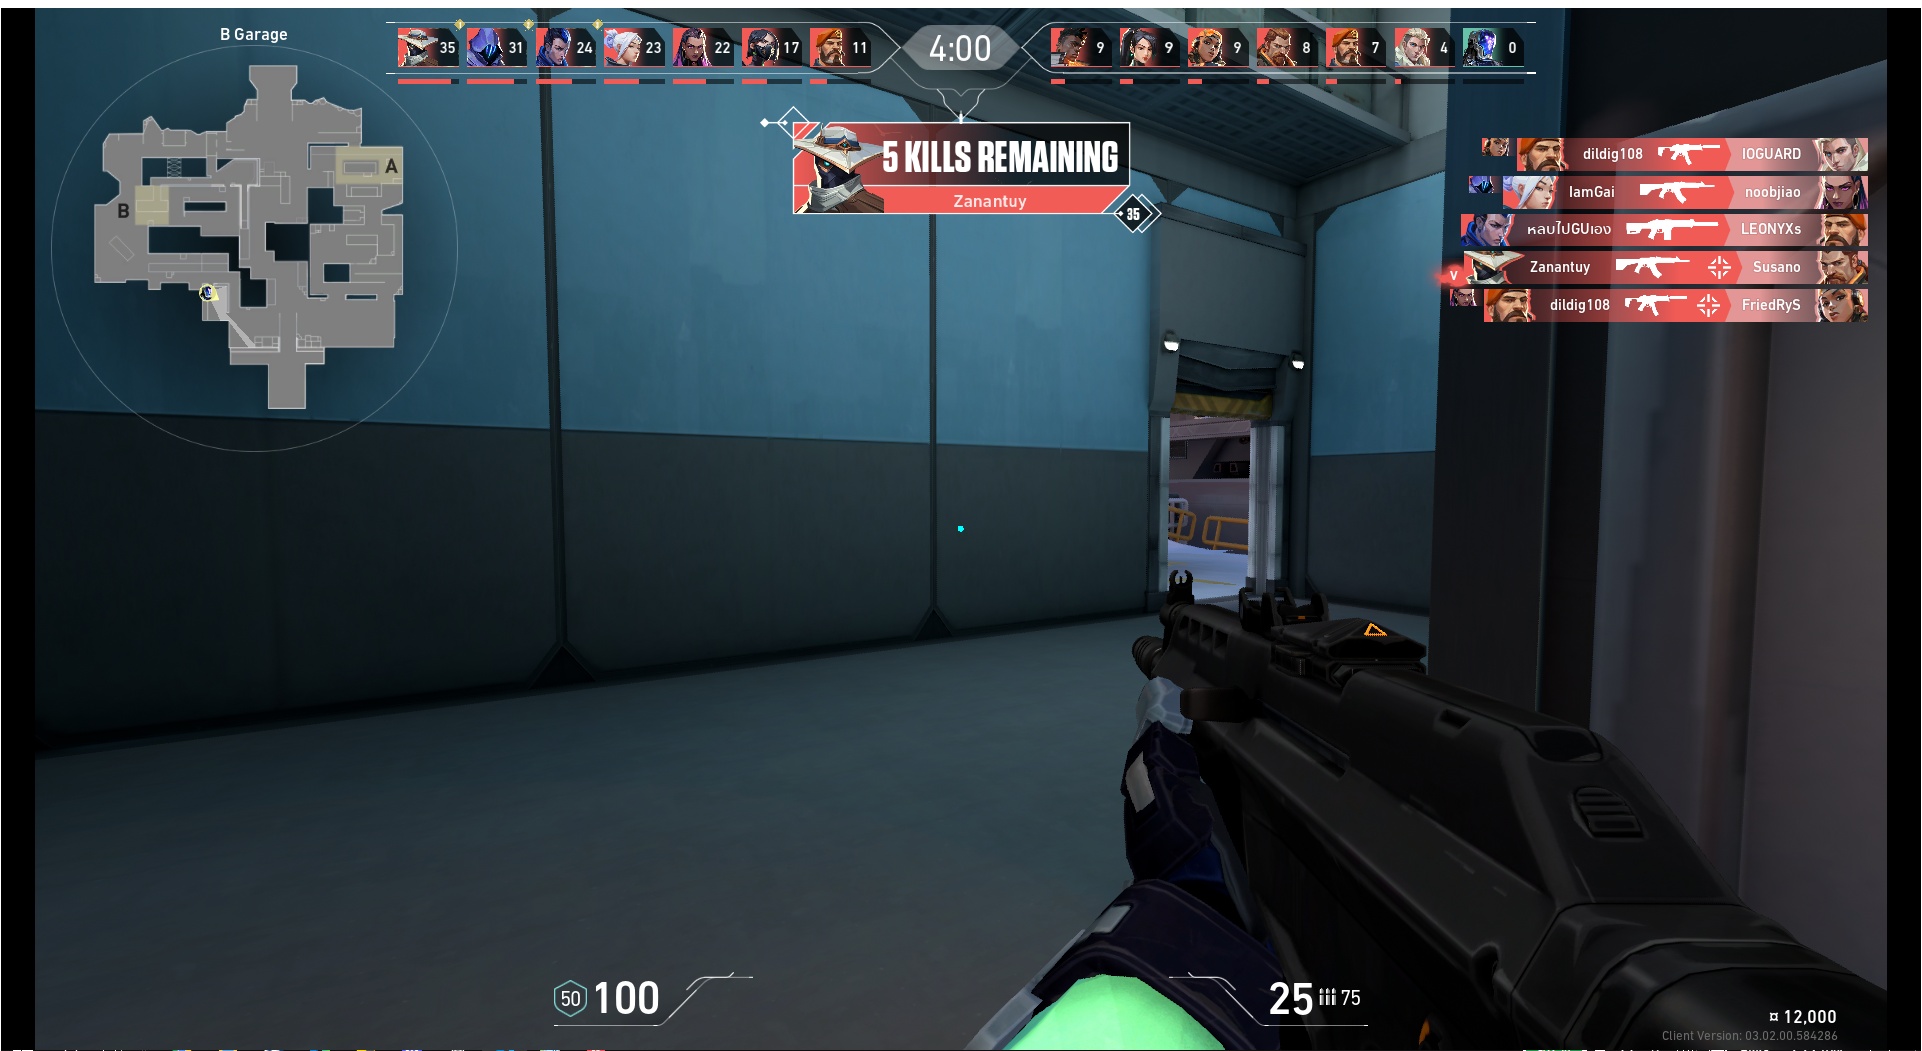 B Garage
35 31 24 23 22 17 11
4:00
9 9 9 8 7 4 0
5 KILLS REMAINING
Zanantuy
35
A
B
dildig108 IOGUARD
IamGai noobjiao
หลบไปGUเอง LEONYXs
V Zanantuy Susano
dildig108 FriedRyS
50 100
25 75
¤ 12,000
Client Version: 03.02.00.584286